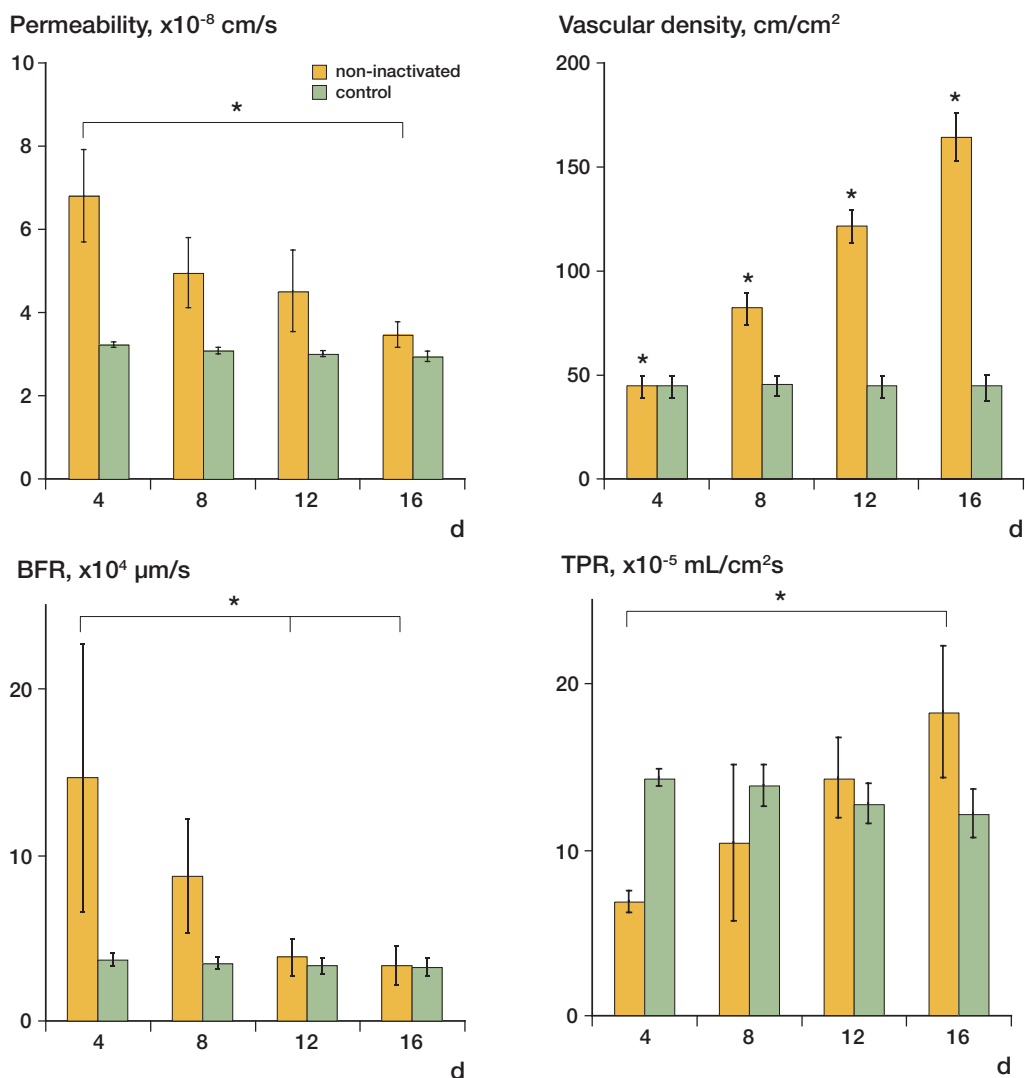 Permeability, x10⁻⁸ cm/s
10
8
6
4
2
0
non-inactivated
control
*
4 8 12 16
d
Vascular density, cm/cm²
200
150
100
50
0
* * * *
4 8 12 16
d
BFR, x10⁴ µm/s
20
10
0
*
4 8 12 16
d
TPR, x10⁻⁵ mL/cm²s
20
10
0
*
4 8 12 16
d